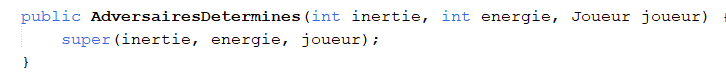 public AdversairesDetermines(int inertie, int energie, Joueur joueur) {
super(inertie, energie, joueur);
}